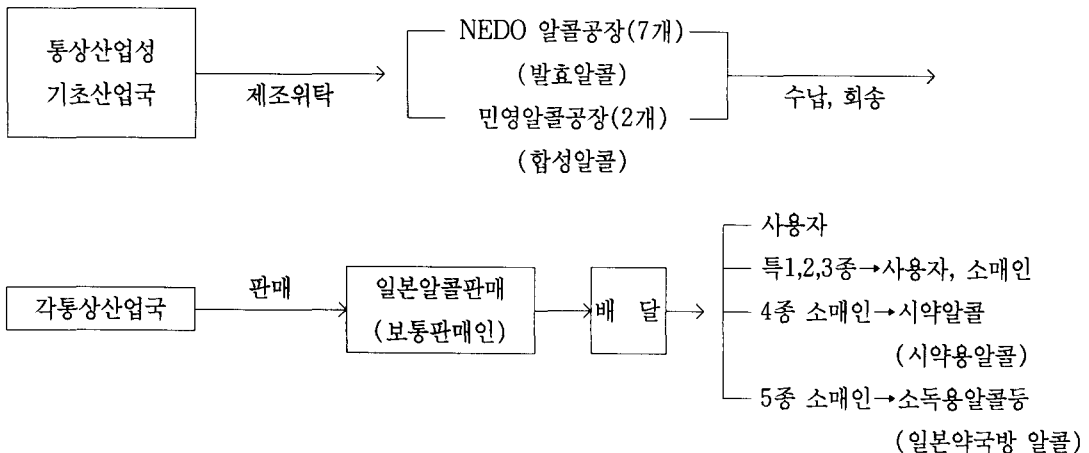 통상산업성
기초산업국
제조위탁
NEDO 알콜공장(7개)
(발효알콜)
민영알콜공장(2개)
(합성알콜)
수납, 회송
각통상산업국
판매
일본알콜판매
(보통판매인)
배 달
사용자
특1,2,3종→사용자, 소매인
4종 소매인→시약알콜
(시약용알콜)
5종 소매인→소독용알콜등
(일본약국방 알콜)